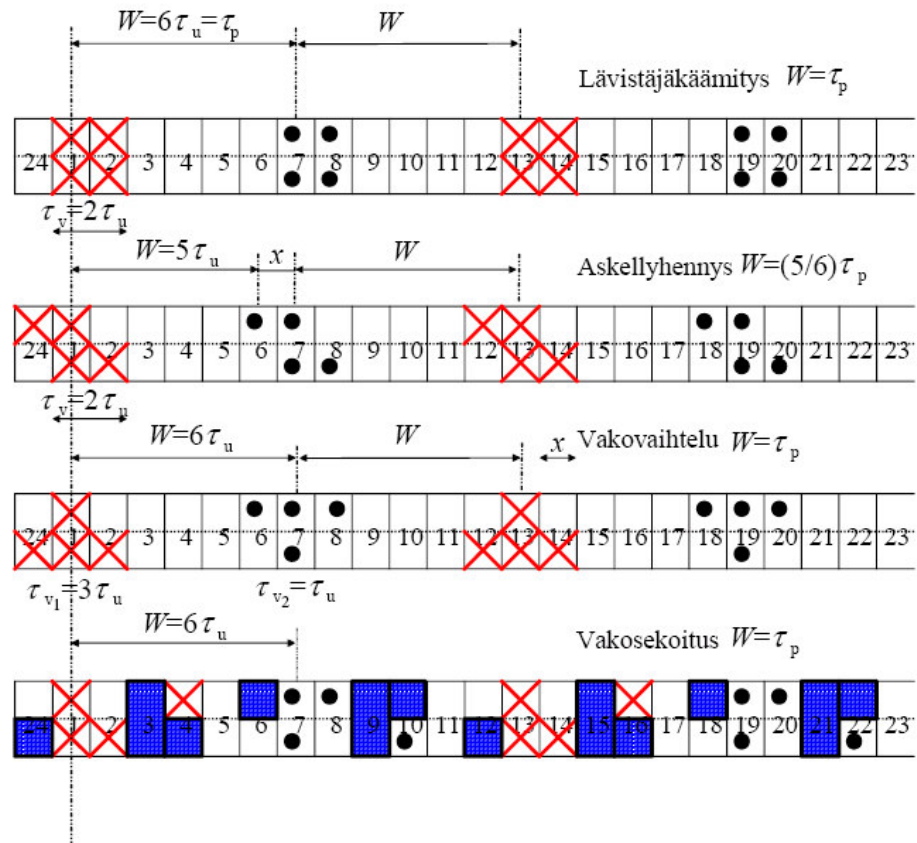 W=6τu=τp W
Lävistäjäkäämitys W=τp
24 1 2 3 4 5 6 7 8 9 10 11 12 13 14 15 16 17 18 19 20 21 22 23
τv=2τu
W=5τu x W
Askellyhennys W=(5/6)τp
24 1 2 3 4 5 6 7 8 9 10 11 12 13 14 15 16 17 18 19 20 21 22 23
τv=2τu
W=6τu W x
Vakovaihtelu W=τp
24 1 2 3 4 5 6 7 8 9 10 11 12 13 14 15 16 17 18 19 20 21 22 23
τv1=3τu τv2=τu
W=6τu
Vakosekoitus W=τp
24 1 2 3 4 5 6 7 8 9 10 11 12 13 14 15 16 17 18 19 20 21 22 23